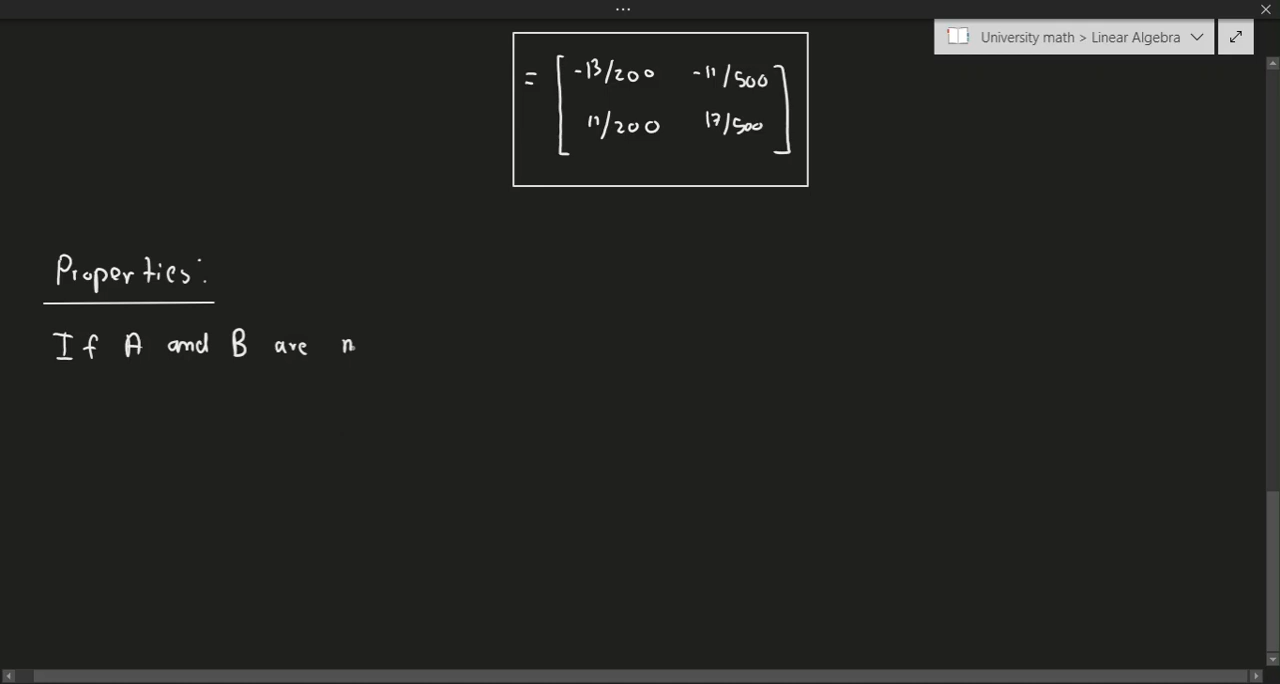 ...
University math > Linear Algebra
= [ -13/200 -11/500
11/200 17/500 ]
Properties:
If A and B are n